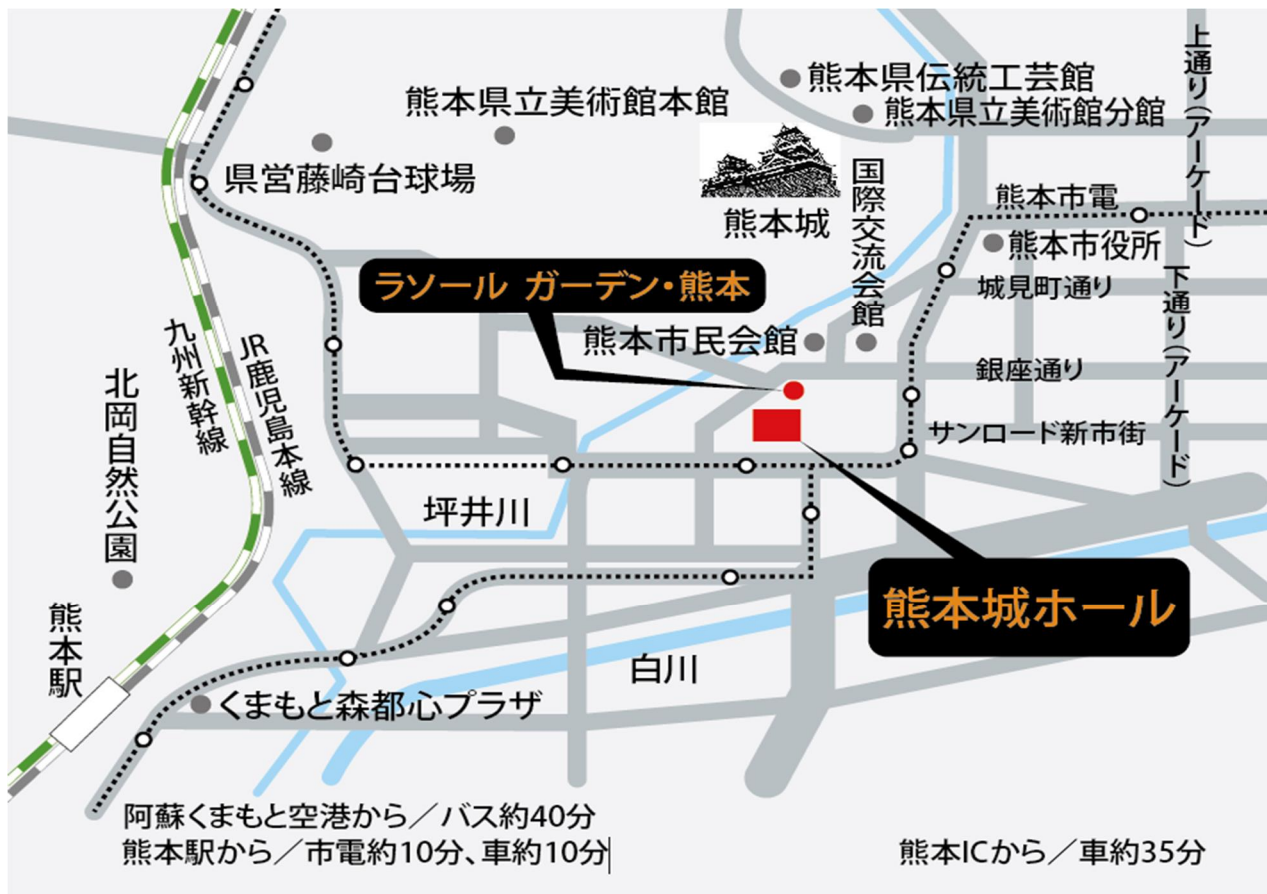 上通り(アーケード)
熊本県伝統工芸館
熊本県立美術館本館
熊本県立美術館分館
県営藤崎台球場
国際交流会館
熊本市電
熊本城
熊本市役所
ラソール ガーデン・熊本
城見町通り
下通り(アーケード)
九州新幹線
JR鹿児島本線
熊本市民会館
銀座通り
北岡自然公園
サンロード新市街
坪井川
熊本城ホール
熊本駅
白川
くまもと森都心プラザ
阿蘇くまもと空港から／バス約40分
熊本駅から／市電約10分、車約10分
熊本ICから／車約35分